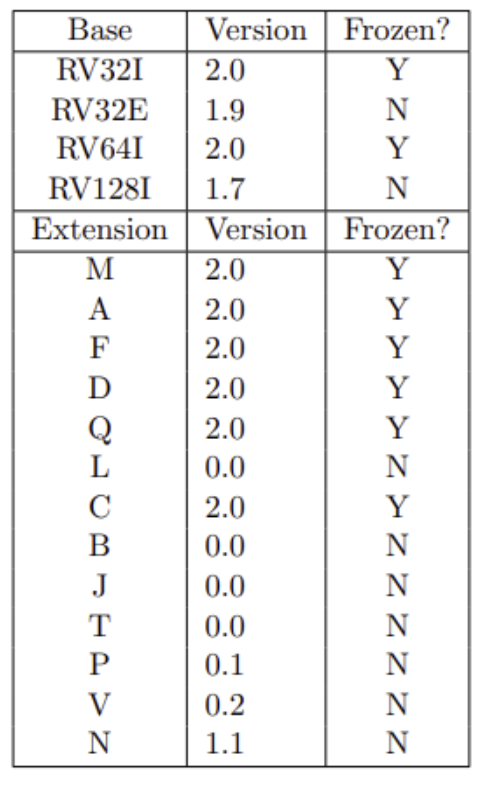 Base Version Frozen?
RV32I 2.0 Y
RV32E 1.9 N
RV64I 2.0 Y
RV128I 1.7 N
Extension Version Frozen?
M 2.0 Y
A 2.0 Y
F 2.0 Y
D 2.0 Y
Q 2.0 Y
L 0.0 N
C 2.0 Y
B 0.0 N
J 0.0 N
T 0.0 N
P 0.1 N
V 0.2 N
N 1.1 N